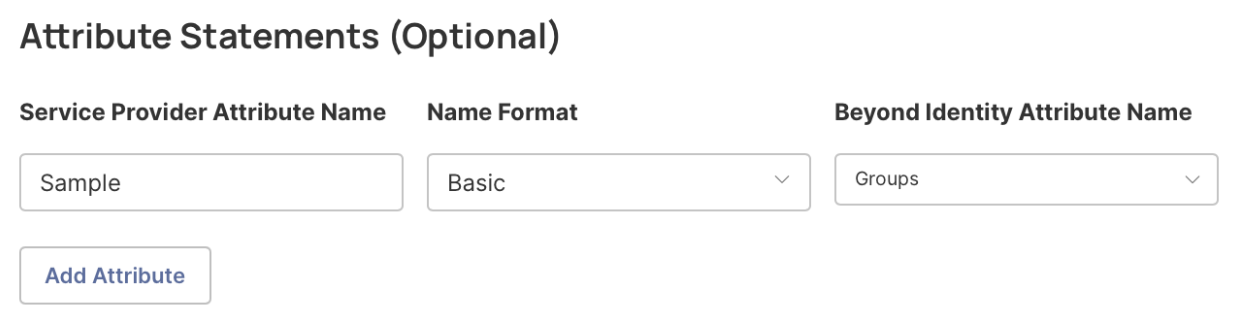 Attribute Statements (Optional)
Service Provider Attribute Name Name Format Beyond Identity Attribute Name
Sample Basic Groups
Add Attribute